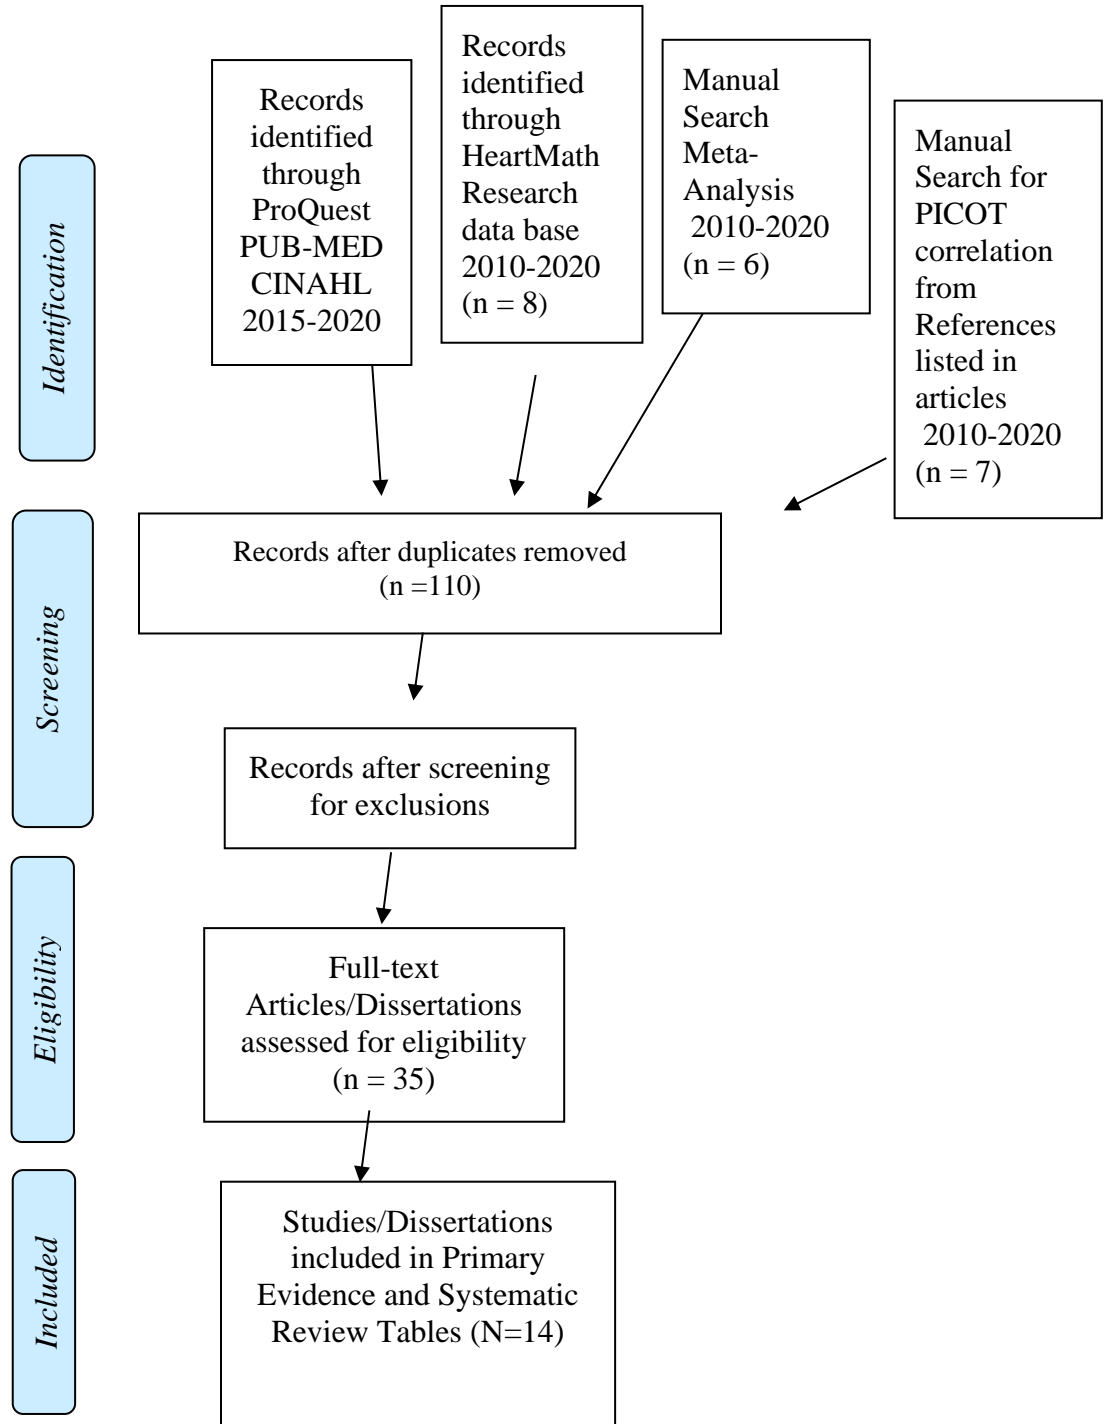 Identification
Records
identified
through
ProQuest
PUB-MED
CINAHL
2015-2020
Records
identified
through
HeartMath
Research
data base
2010-2020
(n = 8)
Manual
Search
Meta-
Analysis
2010-2020
(n = 6)
Manual
Search for
PICOT
correlation
from
References
listed in
articles
2010-2020
(n = 7)
Screening
Records after duplicates removed
(n =110)
Records after screening
for exclusions
Eligibility
Full-text
Articles/Dissertations
assessed for eligibility
(n = 35)
Included
Studies/Dissertations
included in Primary
Evidence and Systematic
Review Tables (N=14)